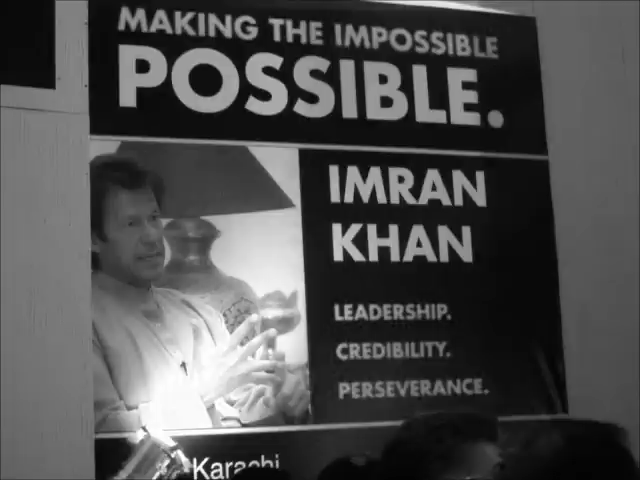 MAKING THE IMPOSSIBLE
POSSIBLE.
IMRAN
KHAN
LEADERSHIP.
CREDIBILITY.
PERSEVERANCE.
Karachi